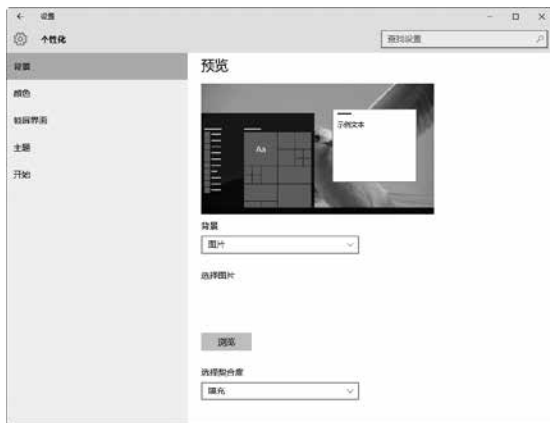 设置
个性化
查找设置
背景
颜色
锁屏界面
主题
开始
预览
示例文本
Aa
背景
图片
选择图片
浏览
选择契合度
填充